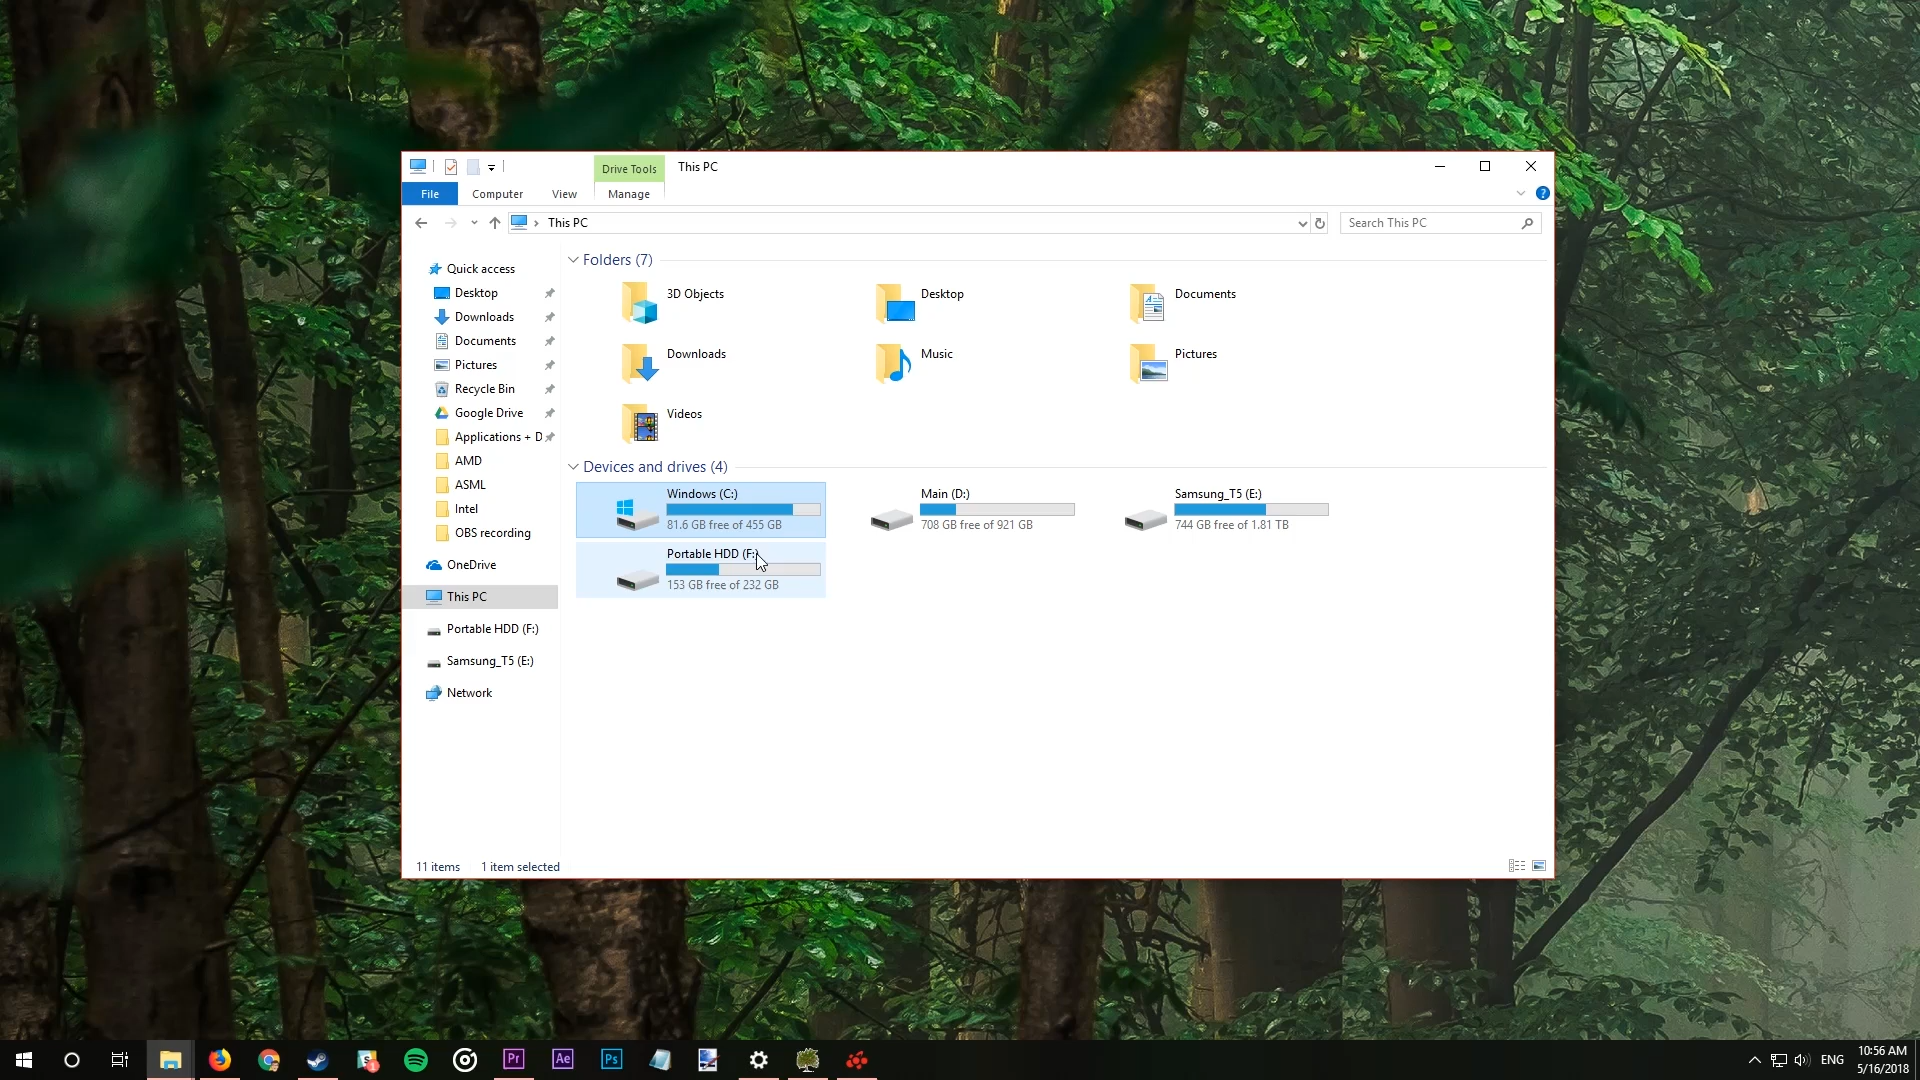 Drive Tools
This PC
File
Computer
View
Manage
This PC
Search This PC
Quick access
Desktop
Downloads
Documents
Pictures
Recycle Bin
Google Drive
Applications + D
AMD
ASML
Intel
OBS recording
OneDrive
This PC
Portable HDD (F:)
Samsung_T5 (E:)
Network
Folders (7)
3D Objects
Desktop
Documents
Downloads
Music
Pictures
Videos
Devices and drives (4)
Windows (C:)
81.6 GB free of 455 GB
Main (D:)
708 GB free of 921 GB
Samsung_T5 (E:)
744 GB free of 1.81 TB
Portable HDD (F:)
153 GB free of 232 GB
11 items
1 item selected
Pr
Ae
Ps
ENG
10:56 AM
5/16/2018